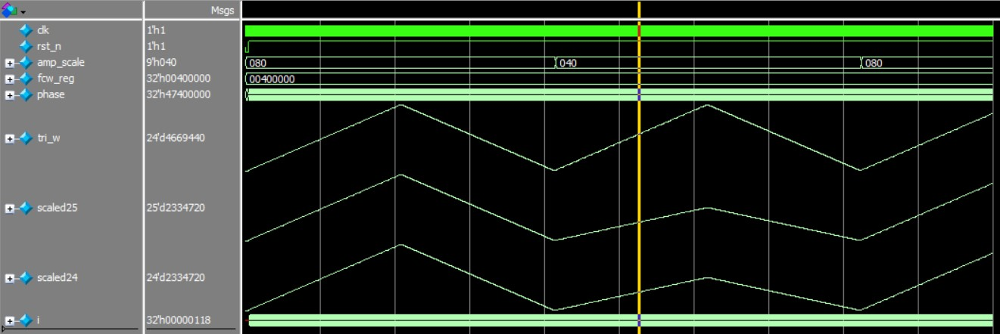 Msgs
clk 1'h1
rst_n 1'h1
amp_scale 9'h040 080 040 080
fcw_reg 32'h00400000 00400000
phase 32'h47400000
tri_w 24'd4669440
scaled25 25'd2334720
scaled24 24'd2334720
i 32'h00000118